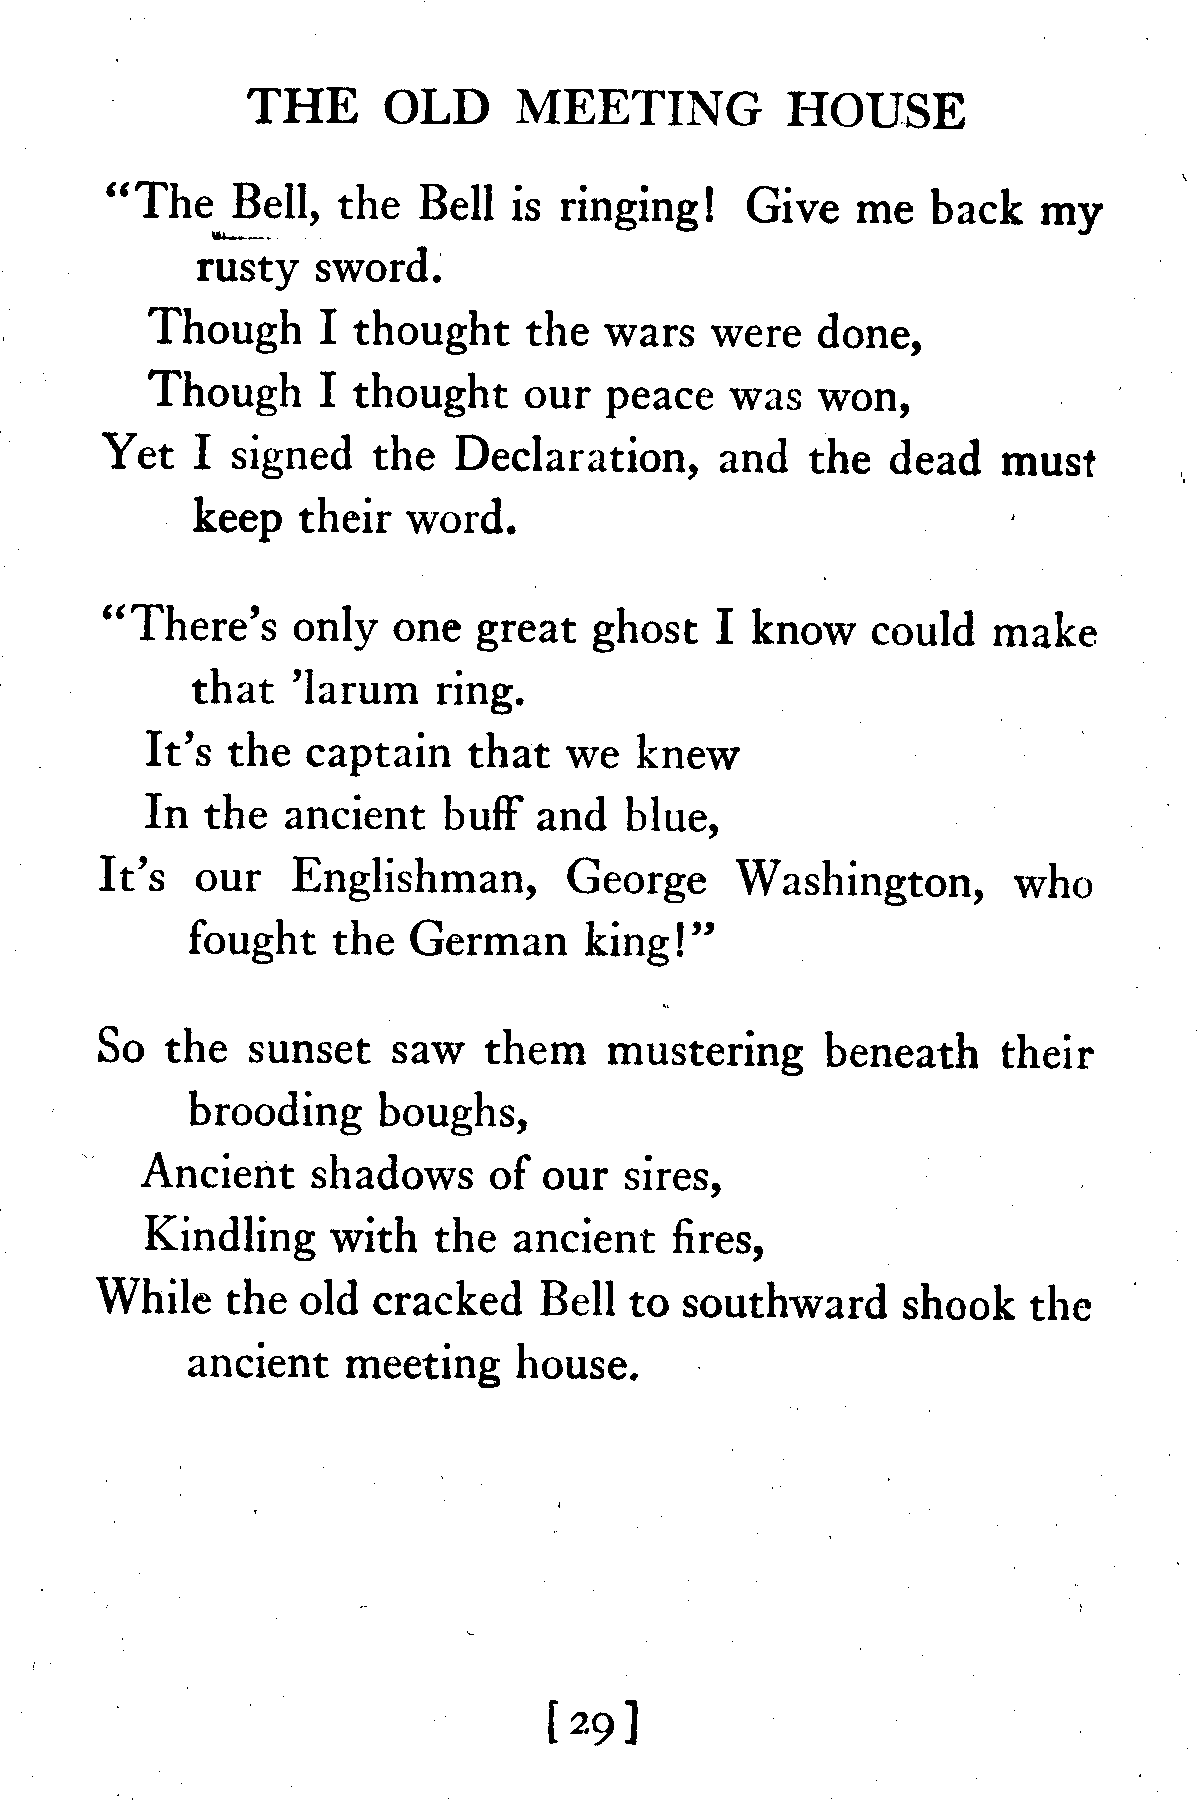 THE OLD MEETING HOUSE
“The Bell, the Bell is ringing! Give me back my
rusty sword.
Though I thought the wars were done,
Though I thought our peace was won,
Yet I signed the Declaration, and the dead must
keep their word.
“There’s only one great ghost I know could make
that ’larum ring.
It’s the captain that we knew
In the ancient buff and blue,
It’s our Englishman, George Washington, who
fought the German king!”
So the sunset saw them mustering beneath their
brooding boughs,
Ancient shadows of our sires,
Kindling with the ancient fires,
While the old cracked Bell to southward shook the
ancient meeting house.
[29]